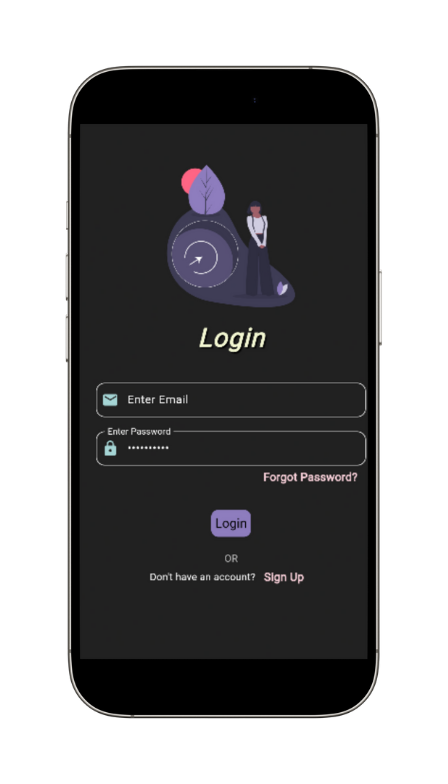 Login
Enter Email
Enter Password
••••••••••
Forgot Password?
Login
OR
Don't have an account? Sign Up